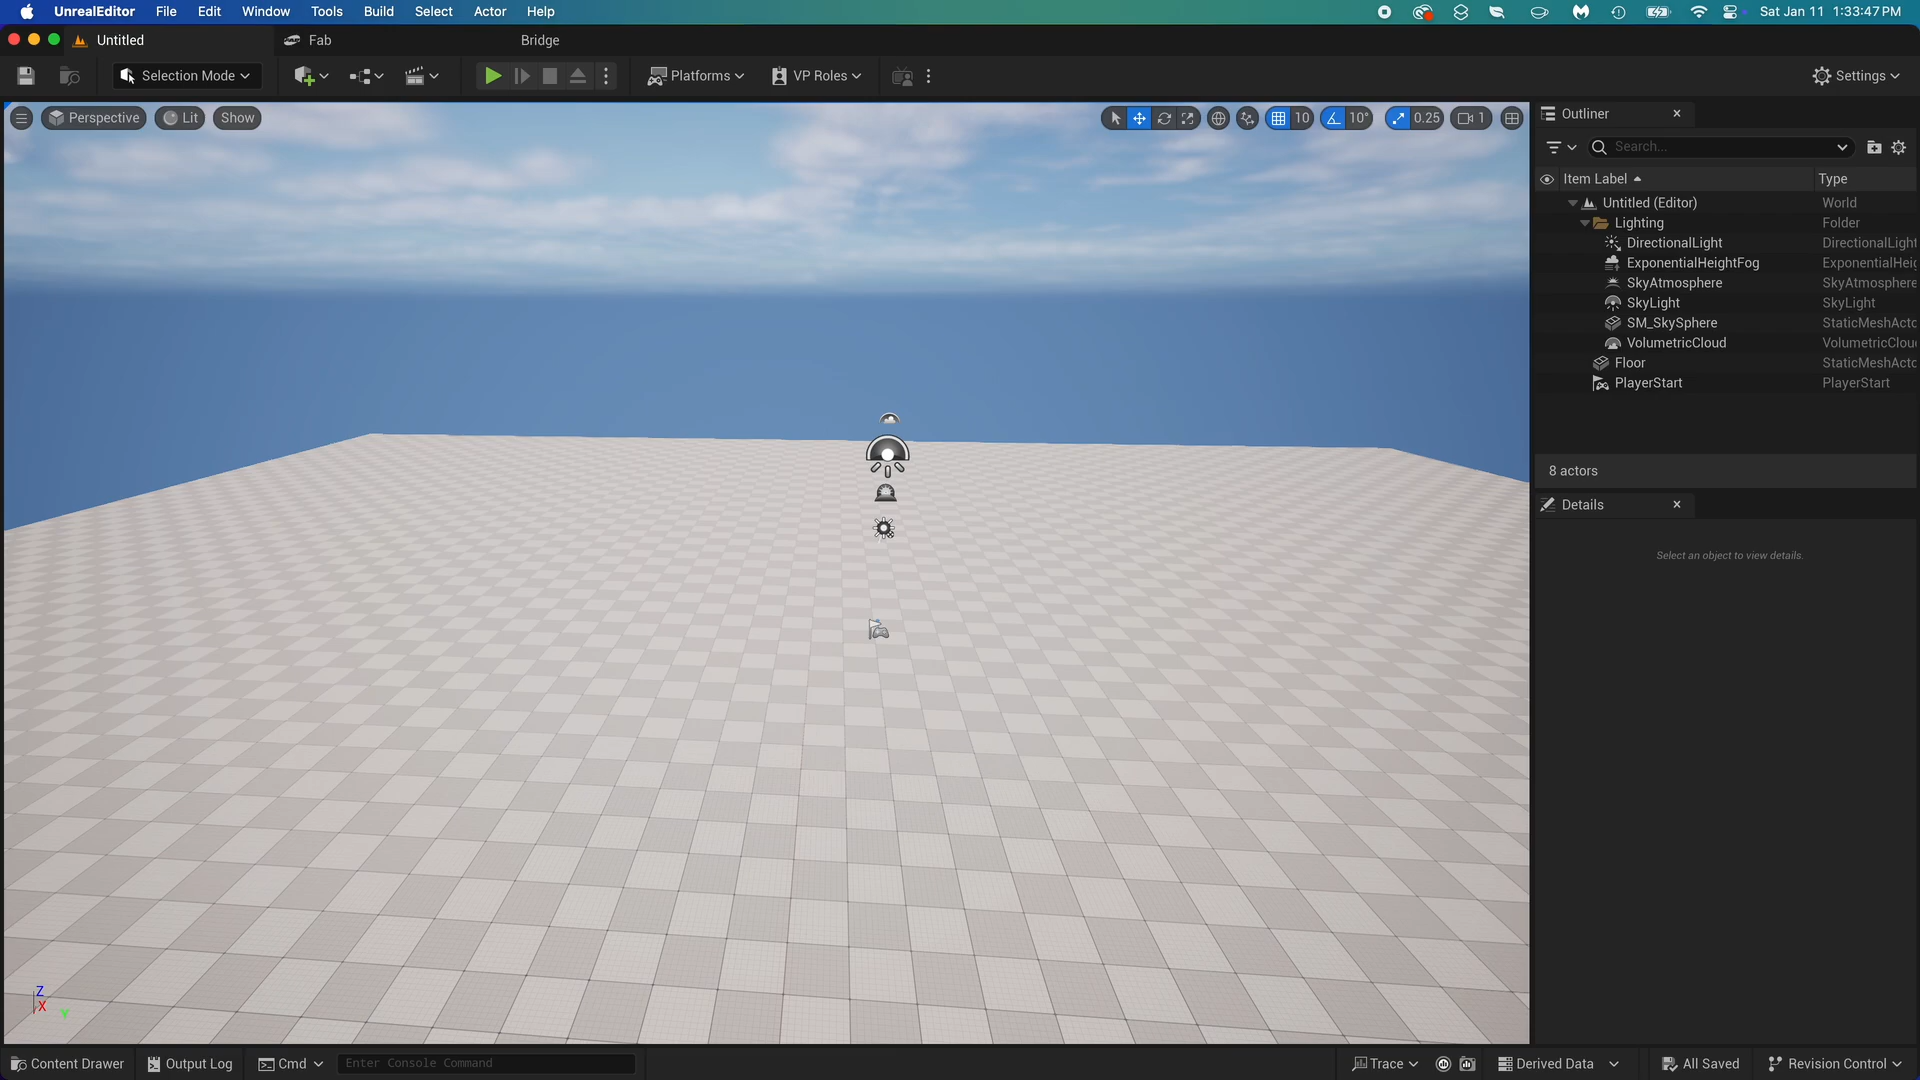 UnrealEditor File Edit Window Tools Build Select Actor Help Sat Jan 11 1:33:47 PM
Untitled Fab Bridge
Selection Mode Platforms VP Roles Settings
Perspective Lit Show 10 10° 0.25 1
Outliner
Search...
Item Label Type
Untitled (Editor) World
Lighting Folder
DirectionalLight DirectionalLight
ExponentialHeightFog ExponentialHeig
SkyAtmosphere SkyAtmosphere
SkyLight SkyLight
SM_SkySphere StaticMeshActo
VolumetricCloud VolumetricClou
Floor StaticMeshActo
PlayerStart PlayerStart
8 actors
Details
Select an object to view details.
Z
X
Y
Content Drawer Output Log Cmd Enter Console Command Trace Derived Data All Saved Revision Control